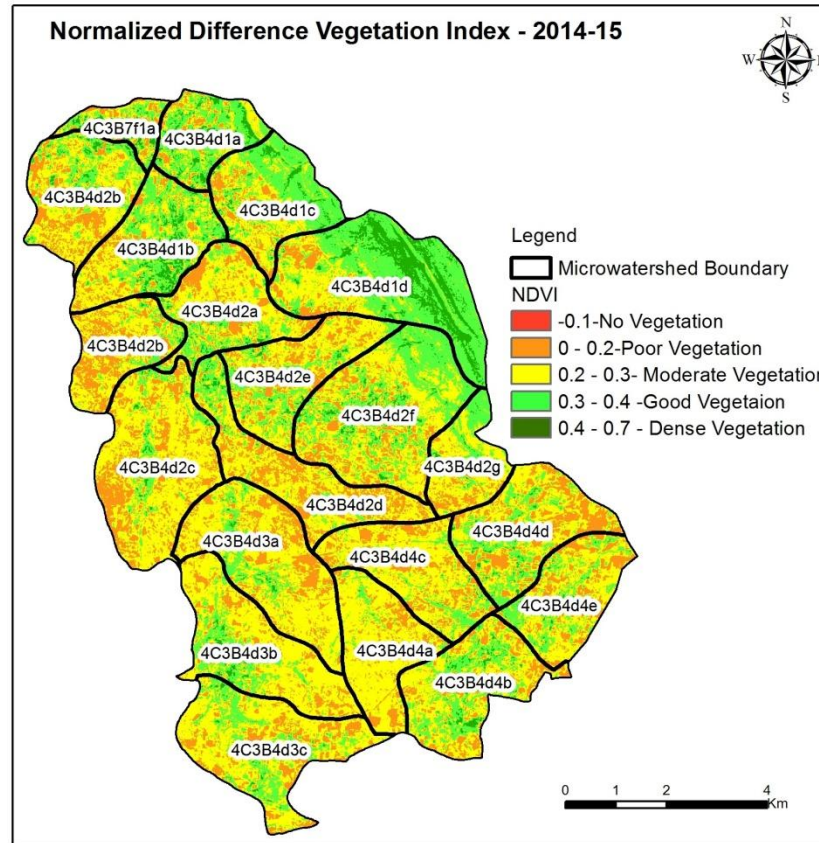 Normalized Difference Vegetation Index - 2014-15
N
W
E
S
4C3B7f1a
4C3B4d1a
4C3B4d2b
4C3B4d1c
4C3B4d1b
4C3B4d1d
4C3B4d2a
4C3B4d2b
4C3B4d2e
4C3B4d2f
4C3B4d2c
4C3B4d2g
4C3B4d2d
4C3B4d4d
4C3B4d3a
4C3B4d4c
4C3B4d4e
4C3B4d3b
4C3B4d4a
4C3B4d4b
4C3B4d3c
Legend
Microwatershed Boundary
NDVI
-0.1-No Vegetation
0 - 0.2-Poor Vegetation
0.2 - 0.3- Moderate Vegetation
0.3 - 0.4 -Good Vegetaion
0.4 - 0.7 - Dense Vegetation
0 1 2 4
Km